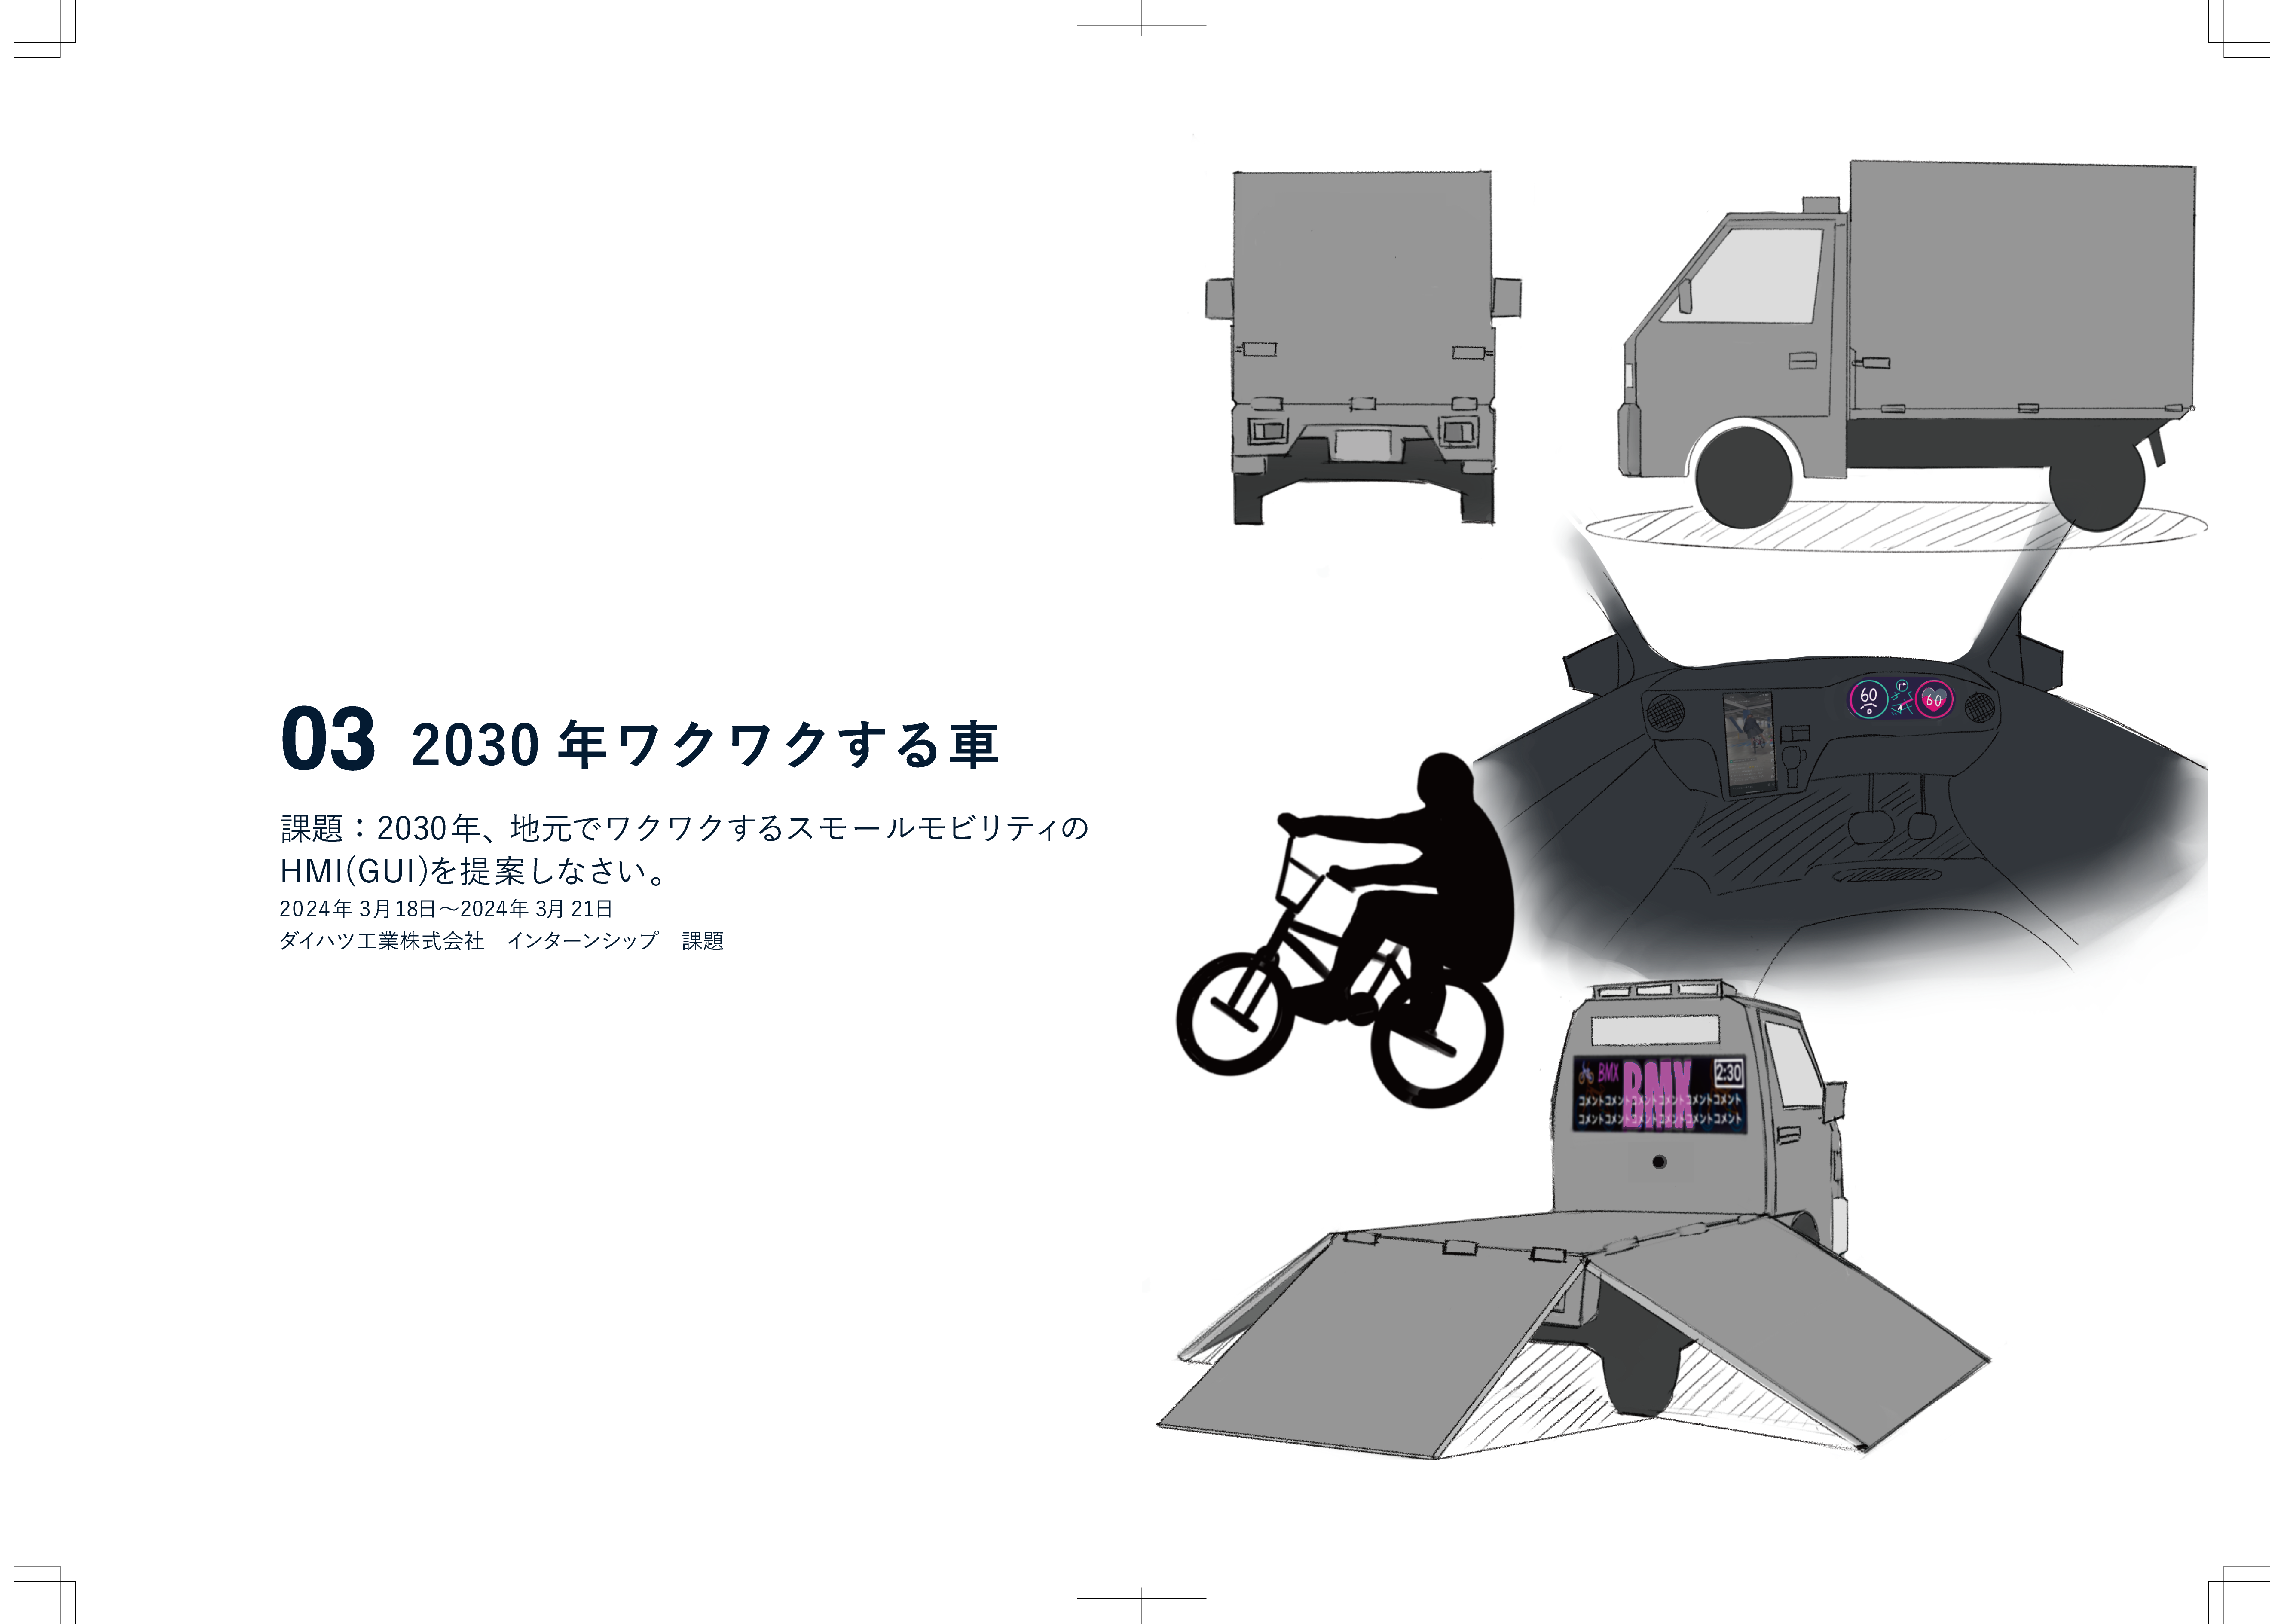 03 2030年ワクワクする車
課題：2030年、地元でワクワクするスモールモビリティの
HMI(GUI)を提案しなさい。
2024年3月18日～2024年3月21日
ダイハツ工業株式会社　インターンシップ　課題
60 60
BMX BMX 2:30
コメントコメントコメントコメントコメントコメント
コメントコメントコメントコメントコメントコメント